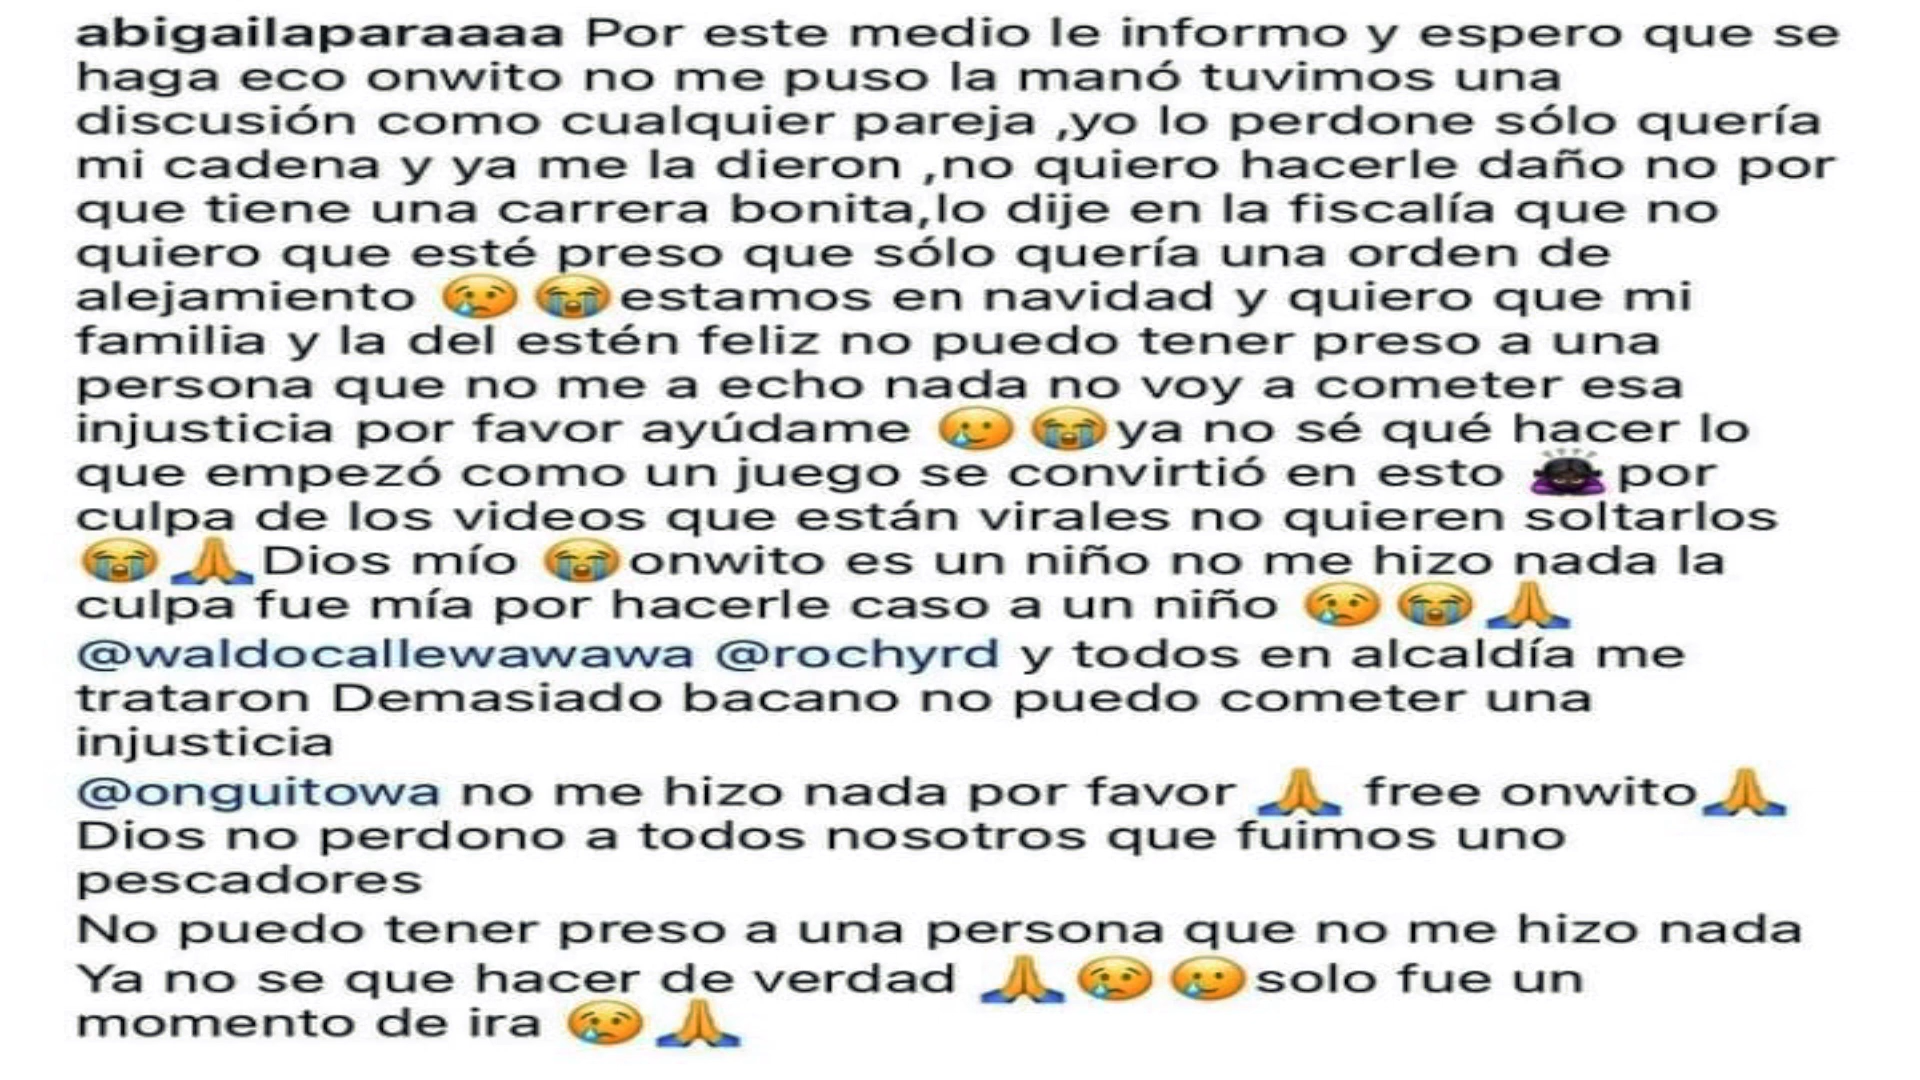 abigailaparaaaa Por este medio le informo y espero que se
haga eco onwito no me puso la manó tuvimos una
discusión como cualquier pareja ,yo lo perdone sólo quería
mi cadena y ya me la dieron ,no quiero hacerle daño no por
que tiene una carrera bonita,lo dije en la fiscalía que no
quiero que esté preso que sólo quería una orden de
alejamiento 😢😭estamos en navidad y quiero que mi
familia y la del estén feliz no puedo tener preso a una
persona que no me a echo nada no voy a cometer esa
injusticia por favor ayúdame 🥲😭ya no sé qué hacer lo
que empezó como un juego se convirtió en esto 🙇🏿‍♀️por
culpa de los videos que están virales no quieren soltarlos
😭🙏Dios mío 😭onwito es un niño no me hizo nada la
culpa fue mía por hacerle caso a un niño 😢😭🙏
@waldocallewawawa @rochyrd y todos en alcaldía me
trataron Demasiado bacano no puedo cometer una
injusticia
@onguitowa no me hizo nada por favor 🙏 free onwito🙏
Dios no perdono a todos nosotros que fuimos uno
pescadores
No puedo tener preso a una persona que no me hizo nada
Ya no se que hacer de verdad 🙏😢🥲solo fue un
momento de ira 😢🙏